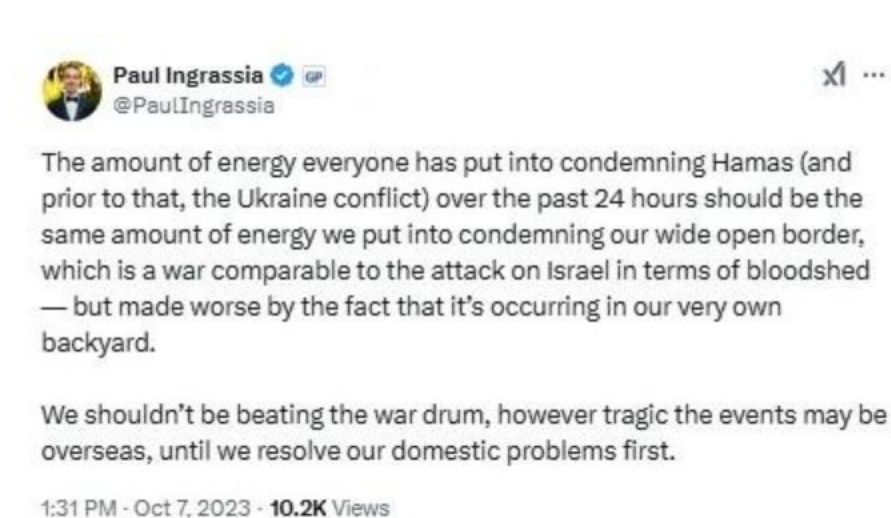 Paul Ingrassia GP
@PaulIngrassia
The amount of energy everyone has put into condemning Hamas (and
prior to that, the Ukraine conflict) over the past 24 hours should be the
same amount of energy we put into condemning our wide open border,
which is a war comparable to the attack on Israel in terms of bloodshed
— but made worse by the fact that it's occurring in our very own
backyard.
We shouldn't be beating the war drum, however tragic the events may be
overseas, until we resolve our domestic problems first.
1:31 PM · Oct 7, 2023 · 10.2K Views